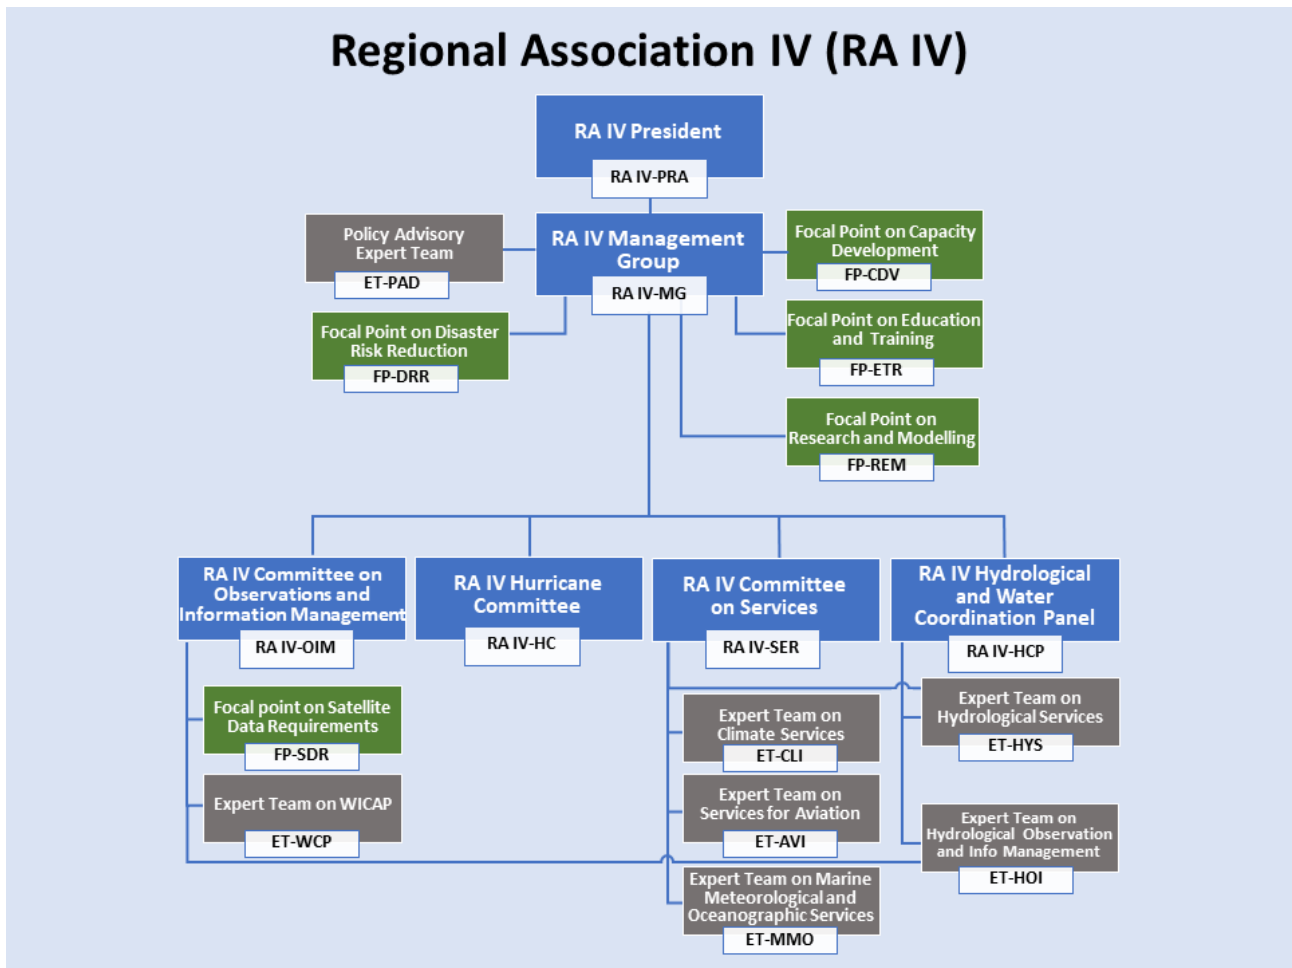 Regional Association IV (RA IV)
RA IV President
RA IV-PRA
Policy Advisory
Expert Team
ET-PAD
RA IV Management
Group
RA IV-MG
Focal Point on Capacity
Development
FP-CDV
Focal Point on Disaster
Risk Reduction
FP-DRR
Focal Point on Education
and Training
FP-ETR
Focal Point on
Research and Modelling
FP-REM
RA IV Committee on
Observations and
Information Management
RA IV-OIM
RA IV Hurricane
Committee
RA IV-HC
RA IV Committee
on Services
RA IV-SER
RA IV Hydrological
and Water
Coordination Panel
RA IV-HCP
Focal point on Satellite
Data Requirements
FP-SDR
Expert Team on WICAP
ET-WCP
Expert Team on
Climate Services
ET-CLI
Expert Team on
Services for Aviation
ET-AVI
Expert Team on Marine
Meteorological and
Oceanographic Services
ET-MMO
Expert Team on
Hydrological Services
ET-HYS
Expert Team on
Hydrological Observation
and Info Management
ET-HOI